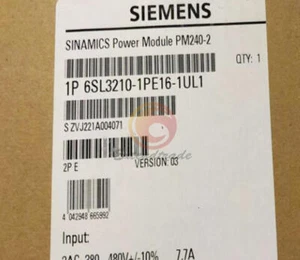 SIEMENS
SINAMICS Power Module PM240-2
QTY: 1
1P 6SL3210-1PE16-1UL1
S ZVJ221A004071
2P E
VERSION: 03
4 042948 665992
Input:
3AC 380...480V+/-10% 7.7A